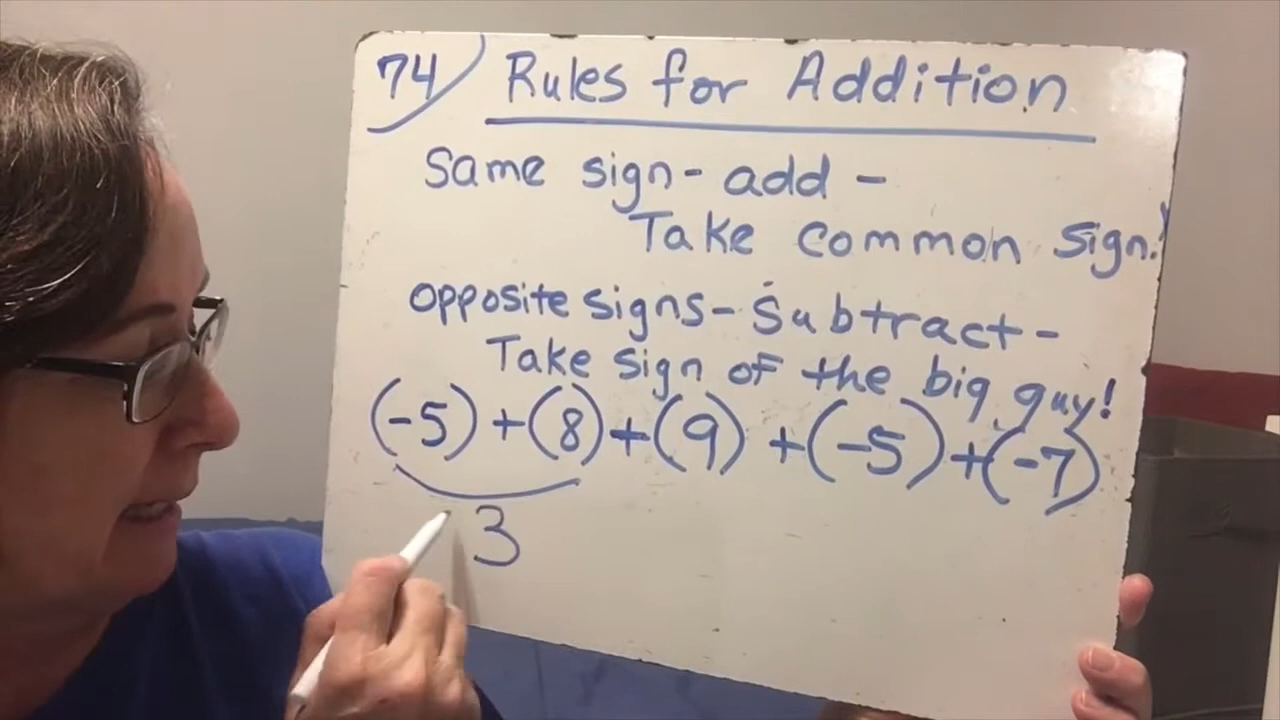 74 Rules for Addition
Same sign - add -
Take common sign!
opposite signs - subtract -
Take sign of the big guy!
(-5) + (8) + (9) + (-5) + (-7)
3